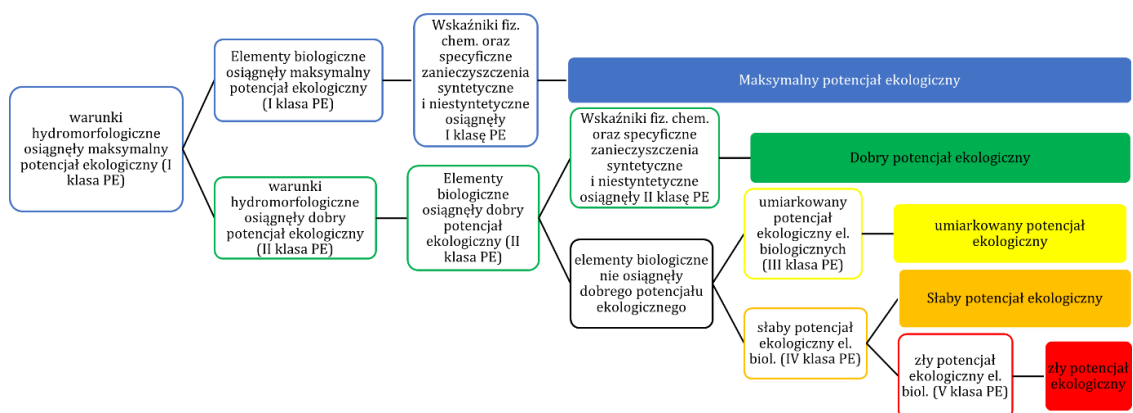 warunki
hydromorfologiczne
osiągnęły maksymalny
potencjał ekologiczny (I
klasa PE)
Elementy biologiczne
osiągnęły maksymalny
potencjał ekologiczny
(I klasa PE)
Wskaźniki fiz.
chem. oraz
specyficzne
zanieczyszczenia
syntetyczne
i niestyntetyczne
osiągnęły
I klasę PE
Maksymalny potencjał ekologiczny
warunki
hydromorfologiczne
osiągnęły dobry
potencjał ekologiczny
(II klasa PE)
Elementy
biologiczne
osiągnęły dobry
potencjał
ekologiczny (II
klasa PE)
Wskaźniki fiz. chem.
oraz specyficzne
zanieczyszczenia
syntetyczne
i niestyntetyczne
osiągnęły II klasę PE
Dobry potencjał ekologiczny
elementy biologiczne
nie osiągnęły
dobrego potencjału
ekologicznego
umiarkowany
potencjał
ekologiczny el.
biologicznych
(III klasa PE)
umiarkowany potencjał
ekologiczny
słaby potencjał
ekologiczny el.
biol. (IV klasa PE)
Słaby potencjał ekologiczny
zły potencjał
ekologiczny el.
biol. (V klasa PE)
zły potencjał
ekologiczny